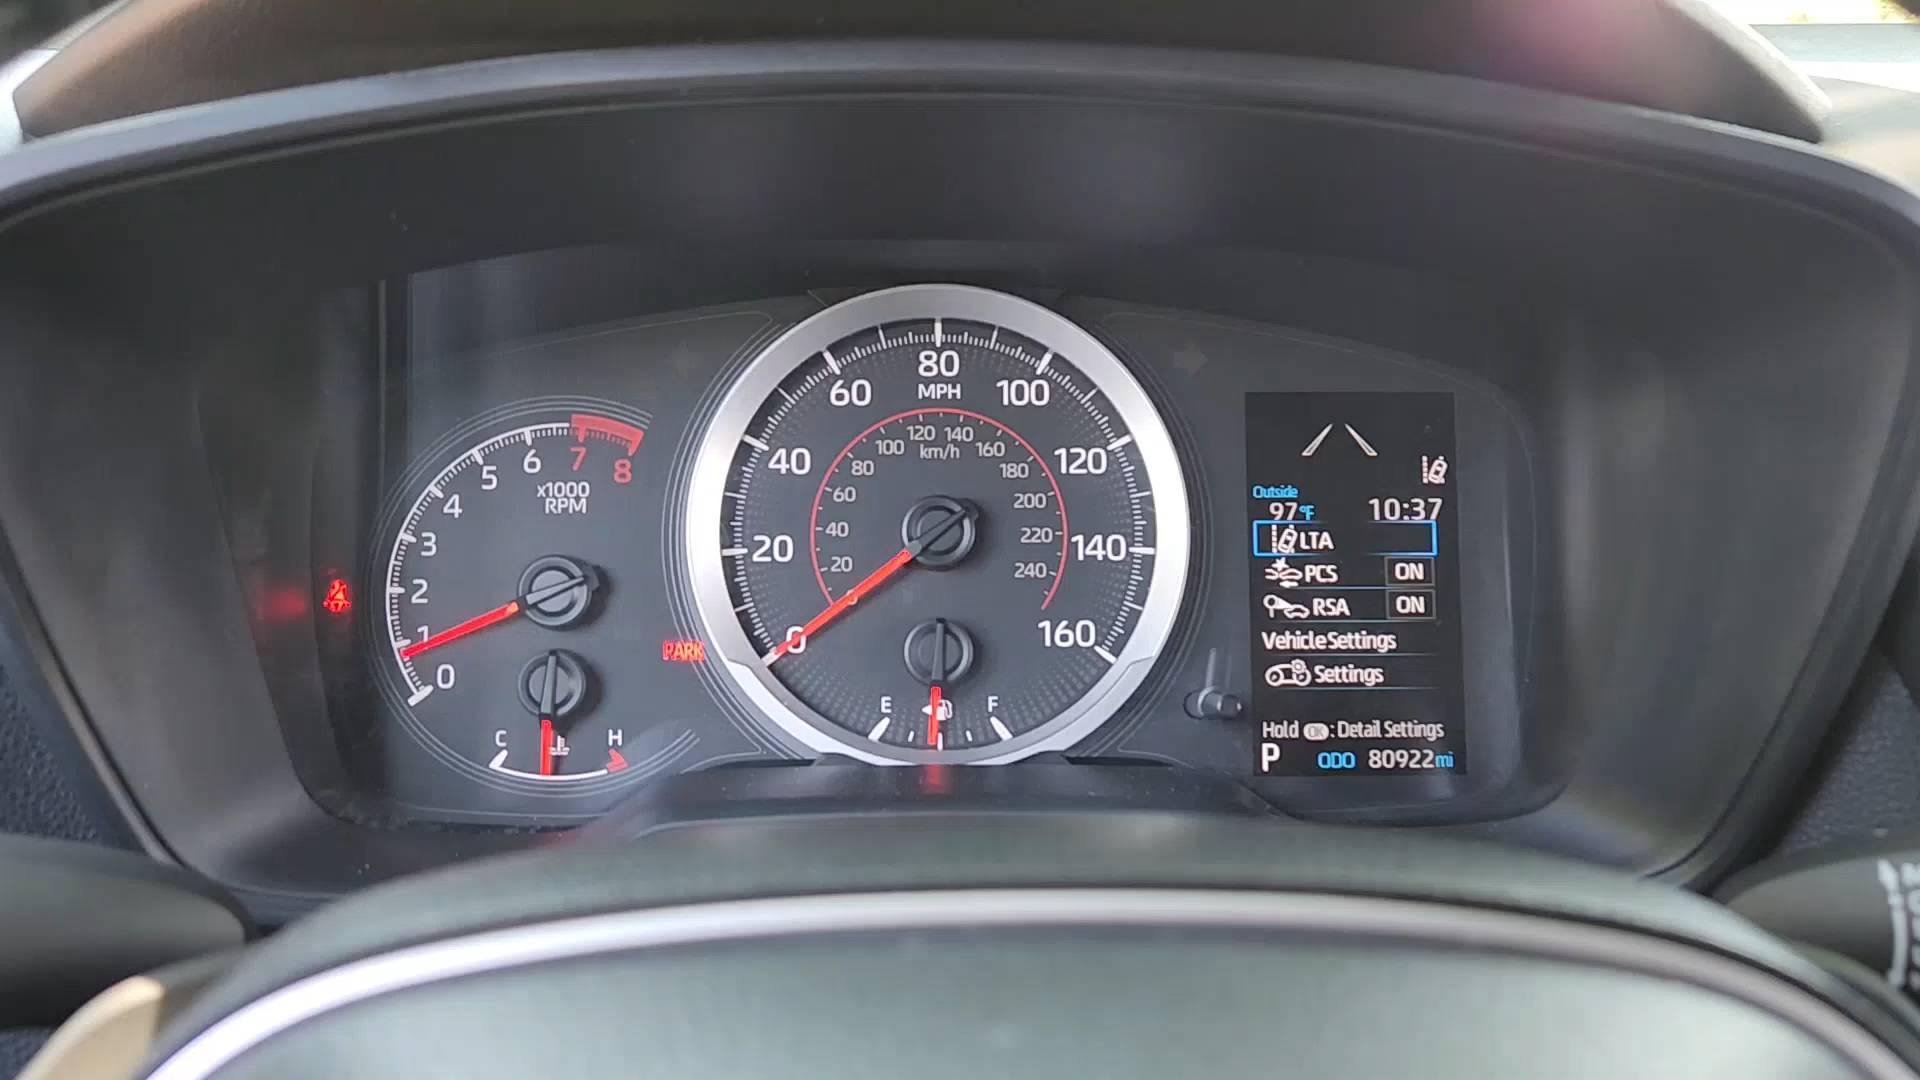 0
1
2
3
4
5
6
7
8
x1000
RPM
C
H
PARK
0
20
40
60
80
100
120
140
160
MPH
20
40
60
80
100
120
140
160
180
200
220
240
km/h
E
F
Outside
97°F
10:37
LTA
PCS ON
RSA ON
Vehicle Settings
Settings
Hold OK : Detail Settings
P ODO 80922 mi